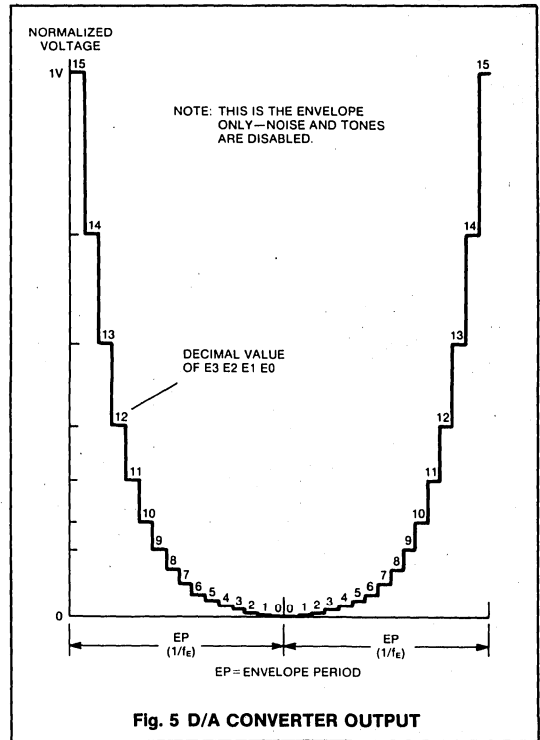 NORMALIZED
VOLTAGE
1V
15
15
NOTE: THIS IS THE ENVELOPE
ONLY—NOISE AND TONES
ARE DISABLED.
14
14
13
13
DECIMAL VALUE
OF E3 E2 E1 E0
12
12
11
11
10
10
9
9
8
8
7
7
6 5 4 3 2 1 0 0 1 2 3 4 5 6
0
EP
(1/fE)
EP
(1/fE)
EP=ENVELOPE PERIOD
Fig. 5 D/A CONVERTER OUTPUT